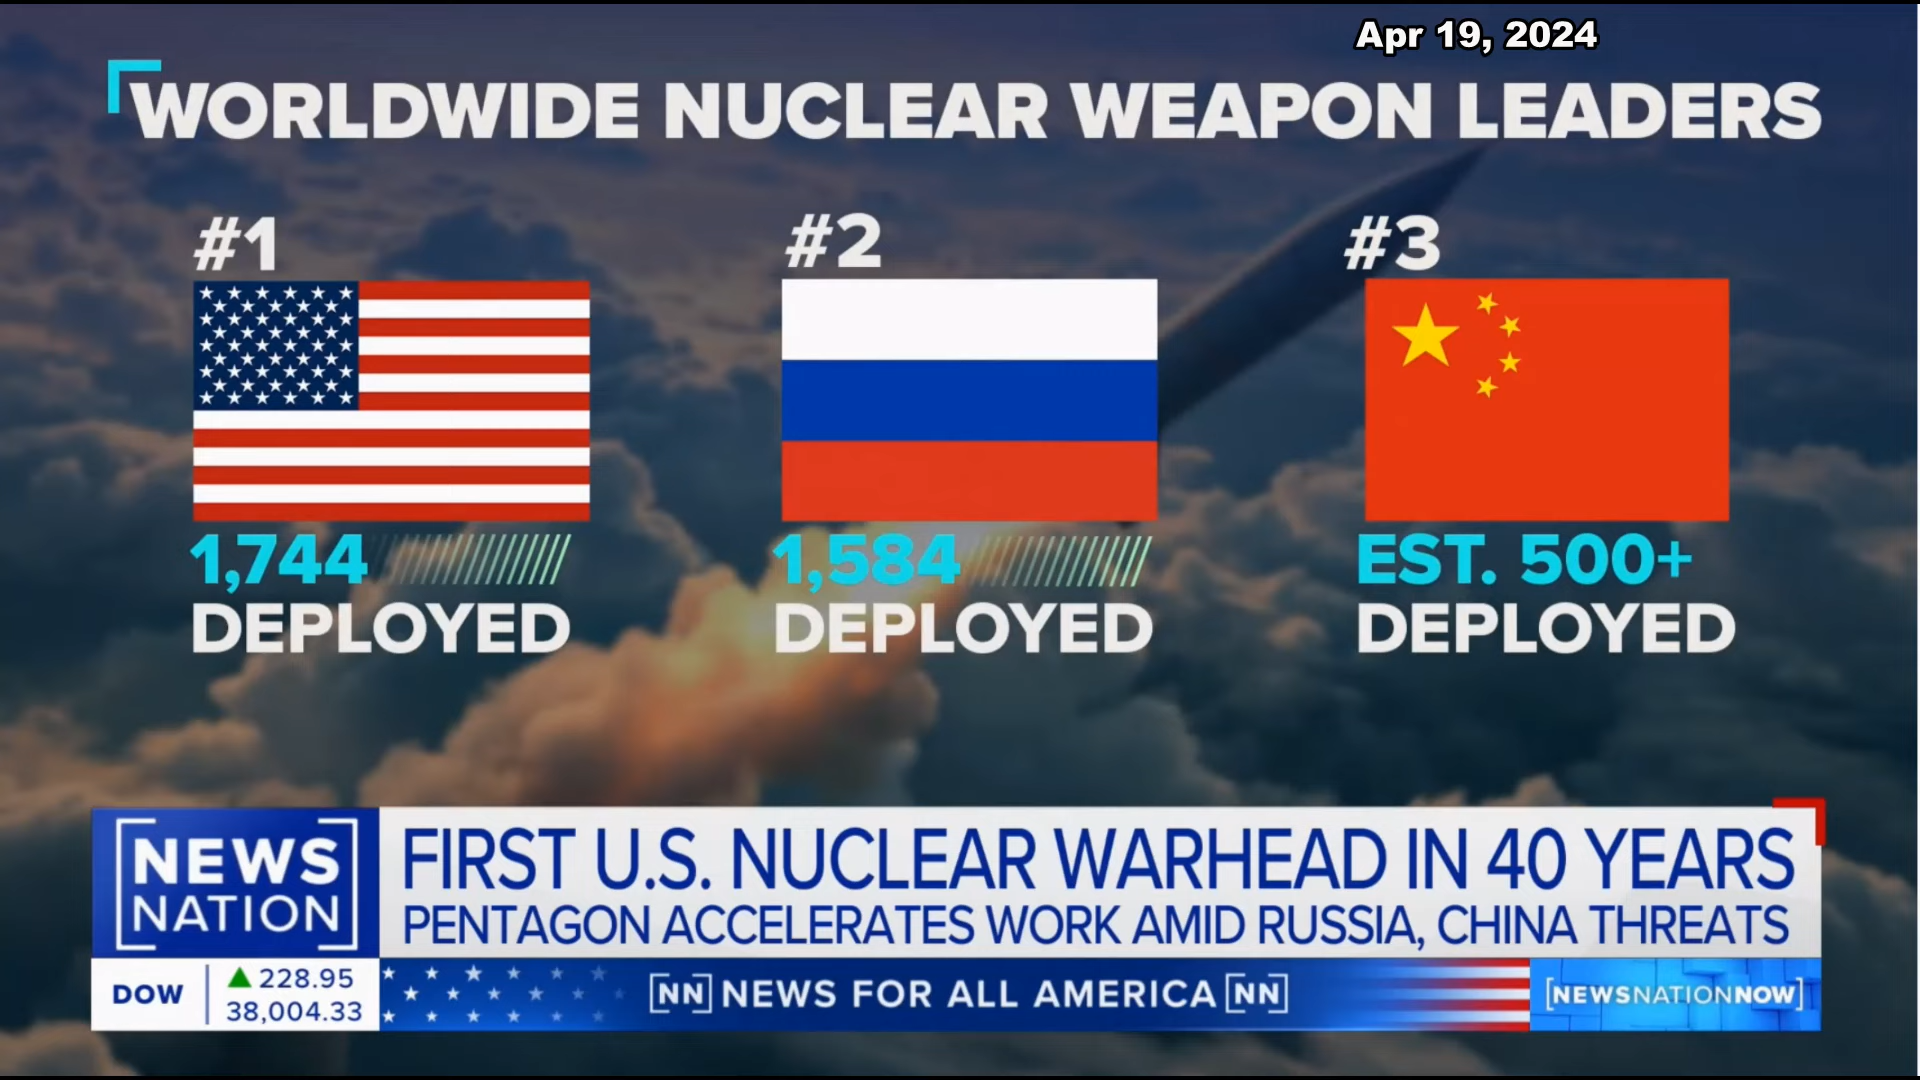 Apr 19, 2024
WORLDWIDE NUCLEAR WEAPON LEADERS
#1
#2
#3
1,744
DEPLOYED
1,584
DEPLOYED
EST. 500+
DEPLOYED
NEWS
NATION
FIRST U.S. NUCLEAR WARHEAD IN 40 YEARS
PENTAGON ACCELERATES WORK AMID RUSSIA, CHINA THREATS
DOW
▲ 228.95
38,004.33
[NN] NEWS FOR ALL AMERICA [NN]
[NEWSNATIONNOW]